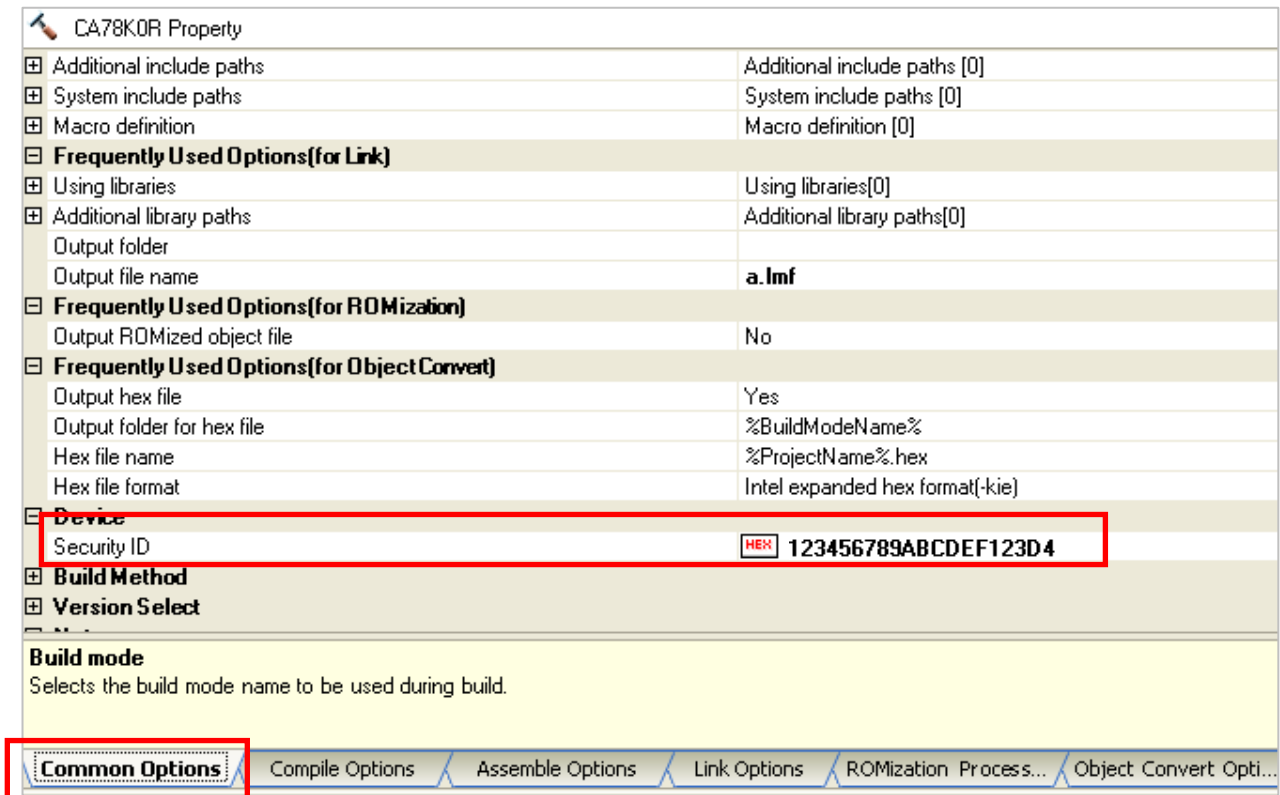 CA78K0R Property
Additional include paths Additional include paths [0]
System include paths System include paths [0]
Macro definition Macro definition [0]
Frequently Used Options(for Link)
Using libraries Using libraries[0]
Additional library paths Additional library paths[0]
Output folder
Output file name a.lmf
Frequently Used Options(for ROMization)
Output ROMized object file No
Frequently Used Options(for Object Convert)
Output hex file Yes
Output folder for hex file %BuildModeName%
Hex file name %ProjectName%.hex
Hex file format Intel expanded hex format(-kie)
Device
Security ID HEX 123456789ABCDEF123D4
Build Method
Version Select
Build mode
Selects the build mode name to be used during build.
Common Options Compile Options Assemble Options Link Options ROMization Process... Object Convert Opti...